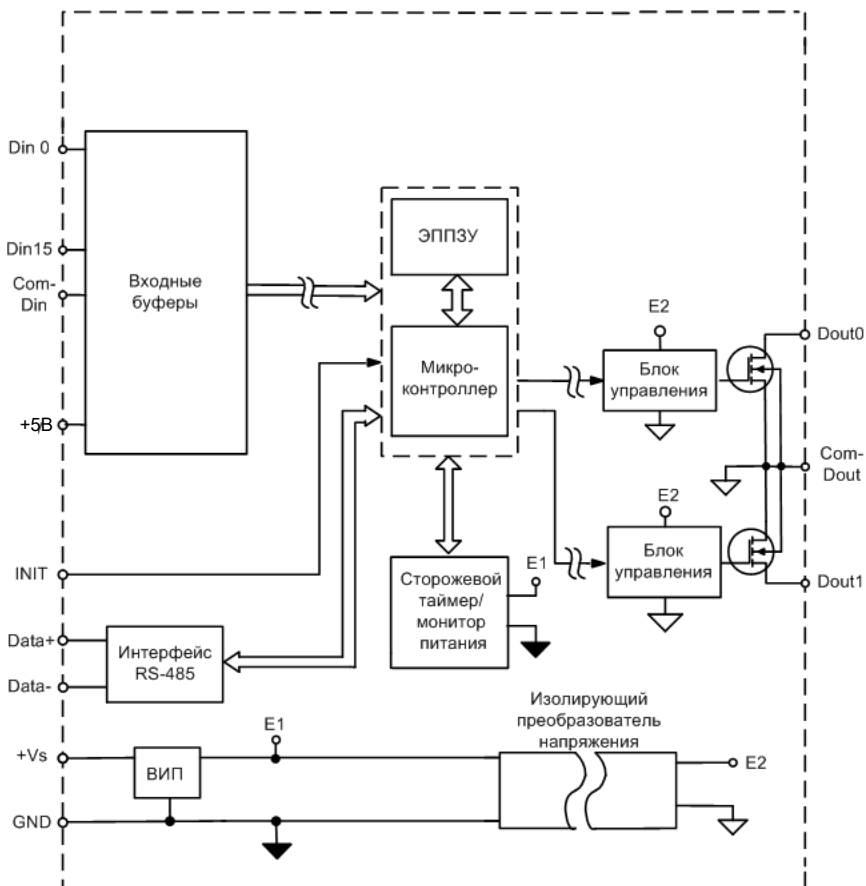 Din 0
Din15
Com-
Din
+5В
INIT
Data+
Data-
+Vs
GND
Входные
буферы
ЭППЗУ
Микро-
контроллер
E2
Блок
управления
Dout0
Com-
Dout
E2
Блок
управления
Dout1
Сторожевой
таймер/
монитор
питания
E1
Интерфейс
RS-485
E1
ВИП
Изолирующий
преобразователь
напряжения
E2